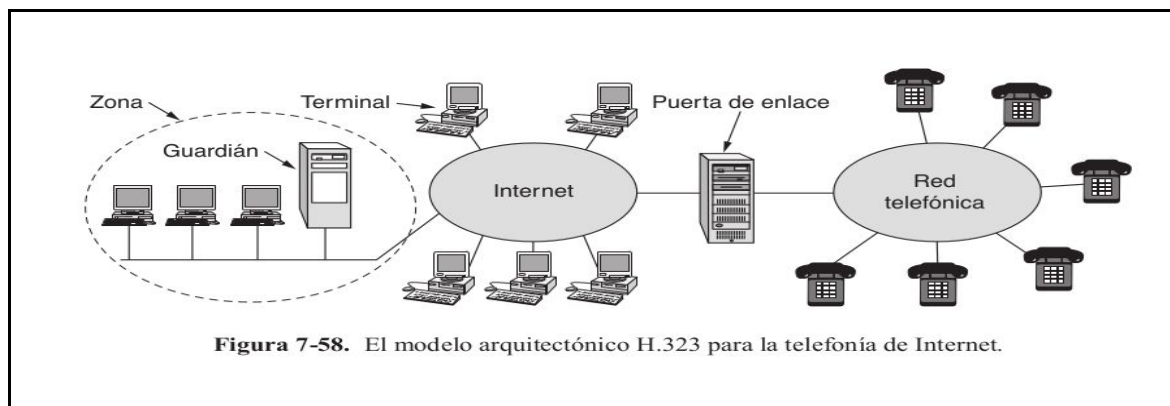 Zona
Terminal
Puerta de enlace
Guardián
Internet
Red
telefónica
Figura 7-58. El modelo arquitectónico H.323 para la telefonía de Internet.